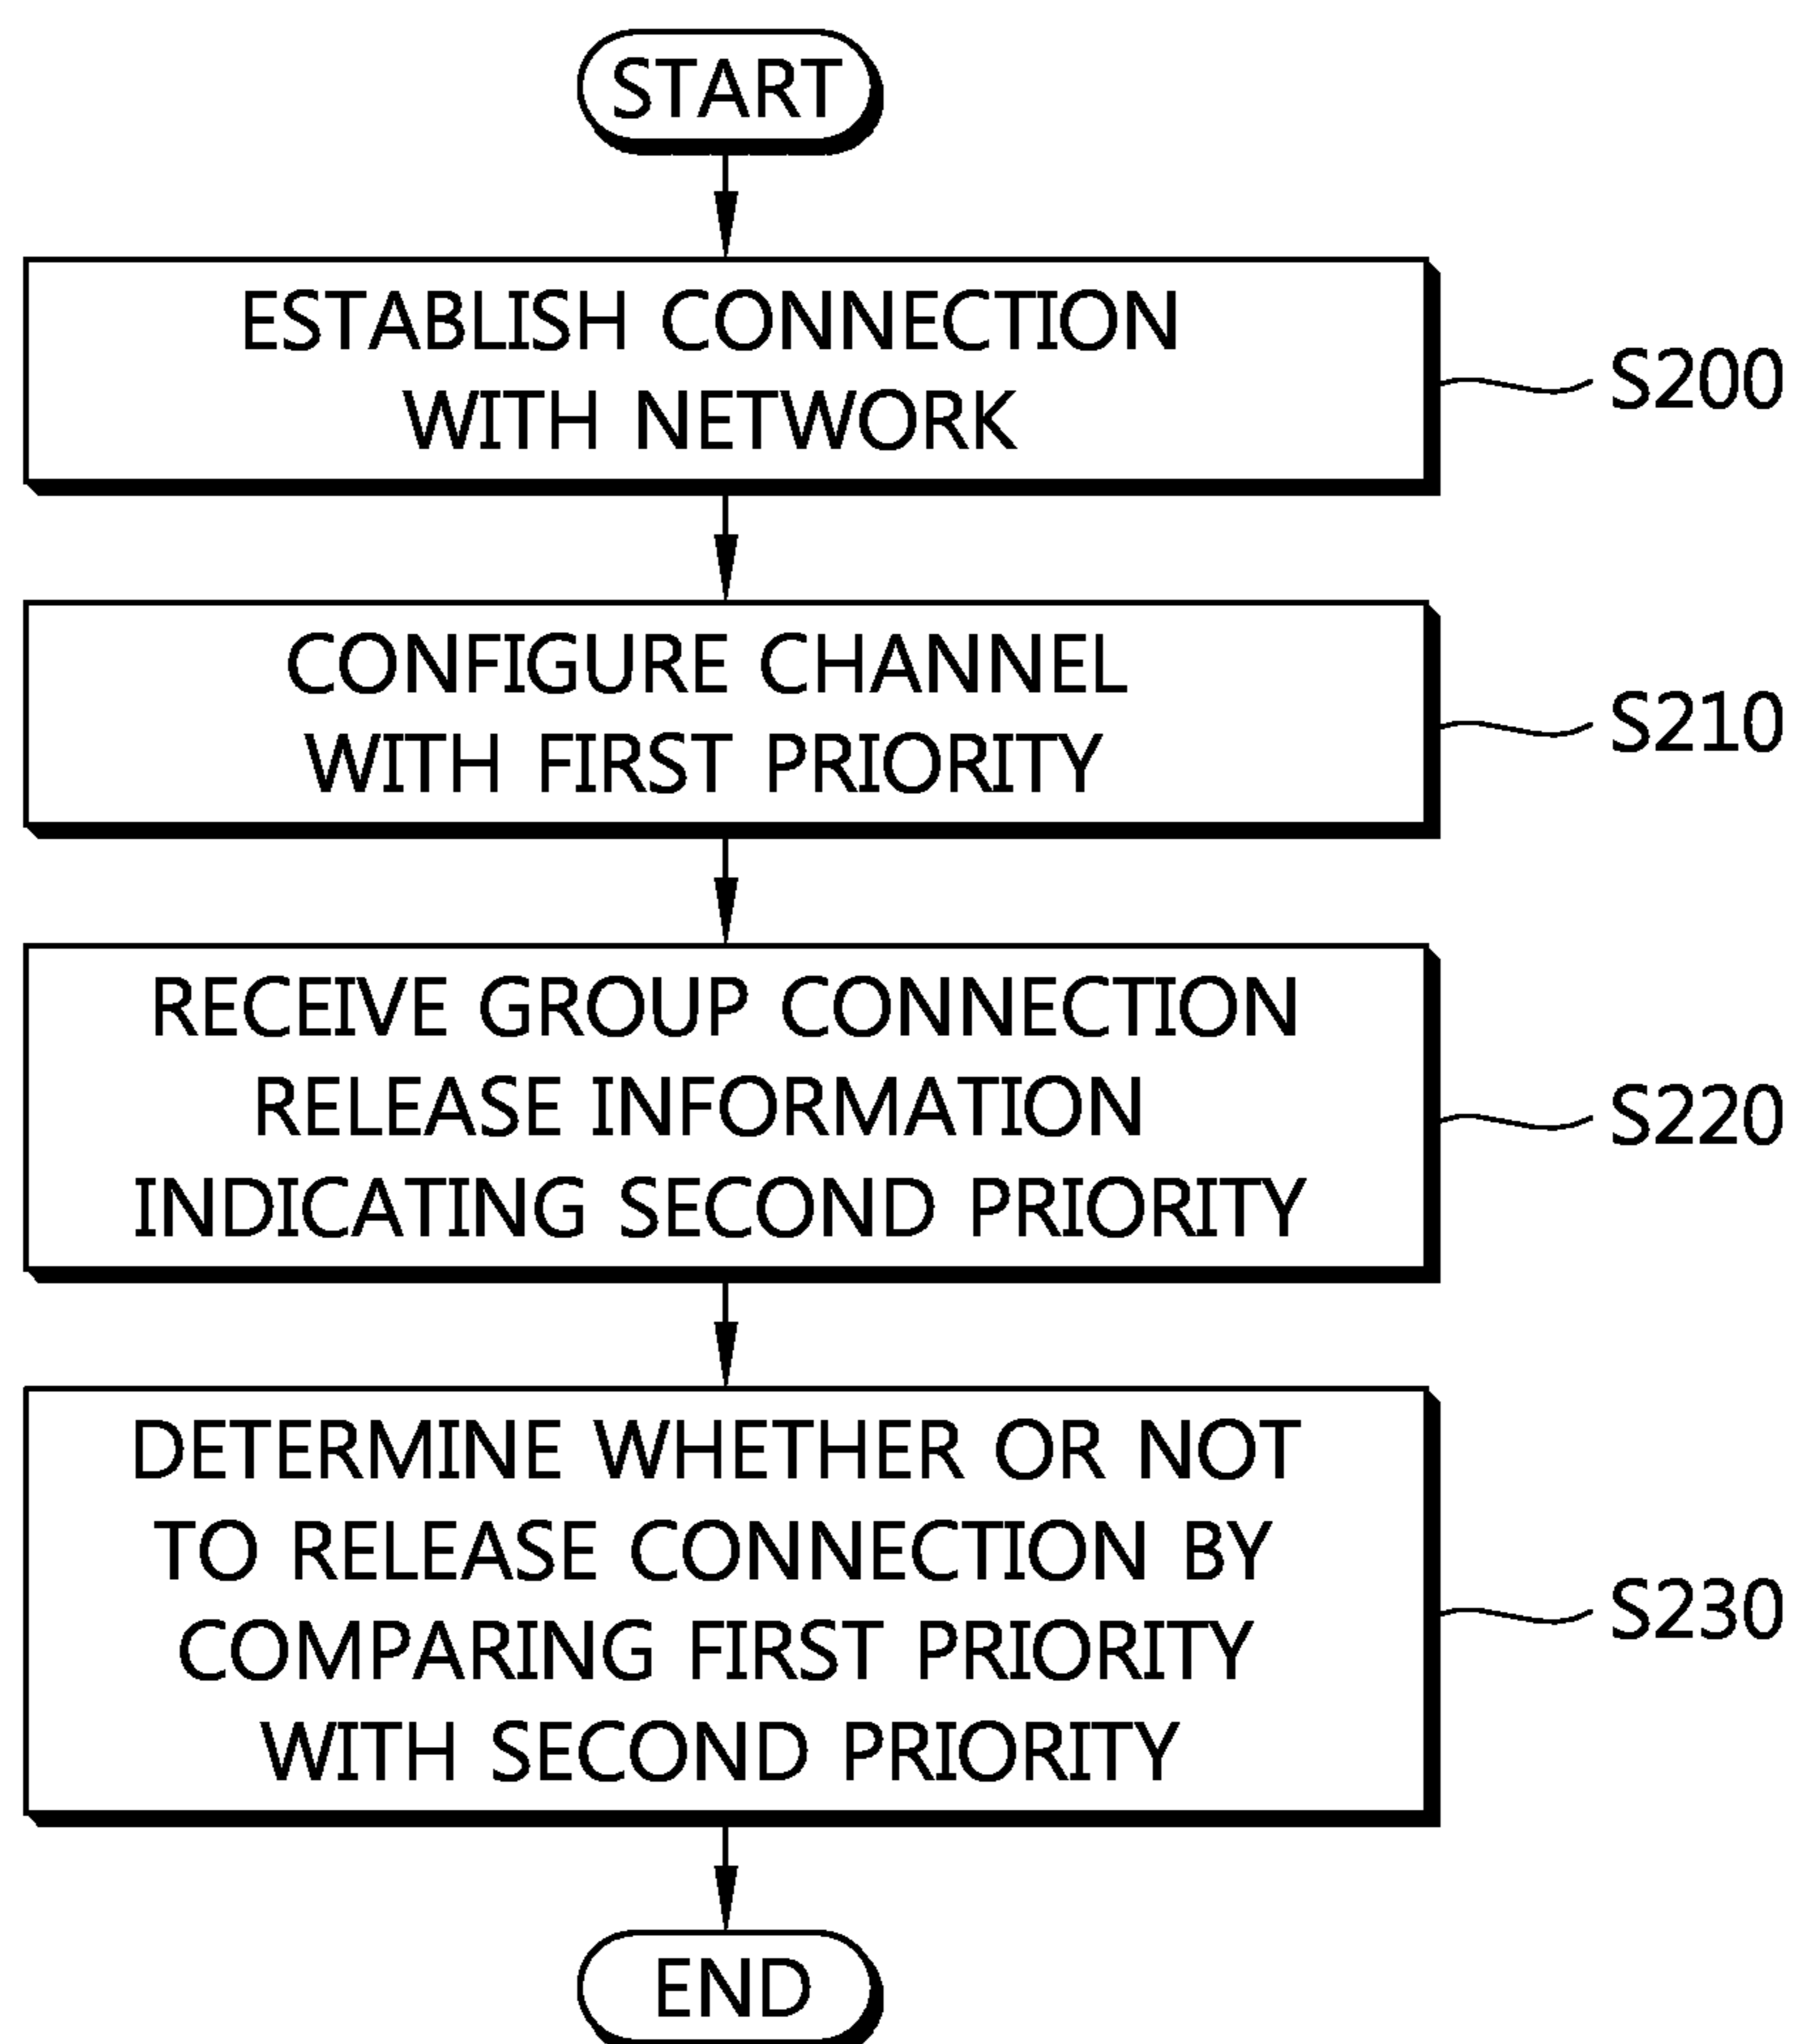 START
ESTABLISH CONNECTION
WITH NETWORK
S200
CONFIGURE CHANNEL
WITH FIRST PRIORITY
S210
RECEIVE GROUP CONNECTION
RELEASE INFORMATION
INDICATING SECOND PRIORITY
S220
DETERMINE WHETHER OR NOT
TO RELEASE CONNECTION BY
COMPARING FIRST PRIORITY
WITH SECOND PRIORITY
S230
END